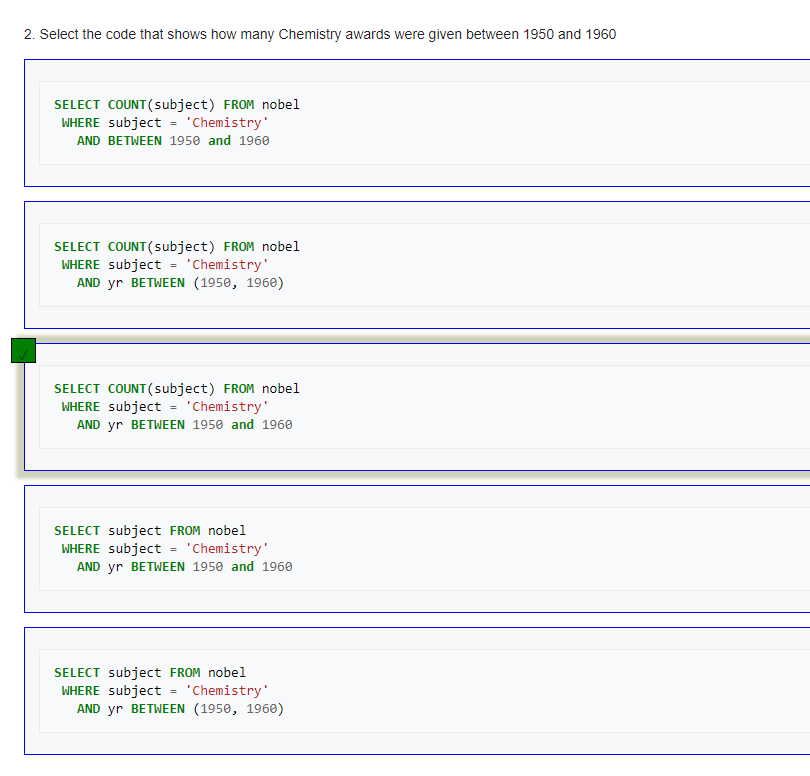 2. Select the code that shows how many Chemistry awards were given between 1950 and 1960
SELECT COUNT(subject) FROM nobel
WHERE subject = 'Chemistry'
AND BETWEEN 1950 and 1960
SELECT COUNT(subject) FROM nobel
WHERE subject = 'Chemistry'
AND yr BETWEEN (1950, 1960)
SELECT COUNT(subject) FROM nobel
WHERE subject = 'Chemistry'
AND yr BETWEEN 1950 and 1960
SELECT subject FROM nobel
WHERE subject = 'Chemistry'
AND yr BETWEEN 1950 and 1960
SELECT subject FROM nobel
WHERE subject = 'Chemistry'
AND yr BETWEEN (1950, 1960)